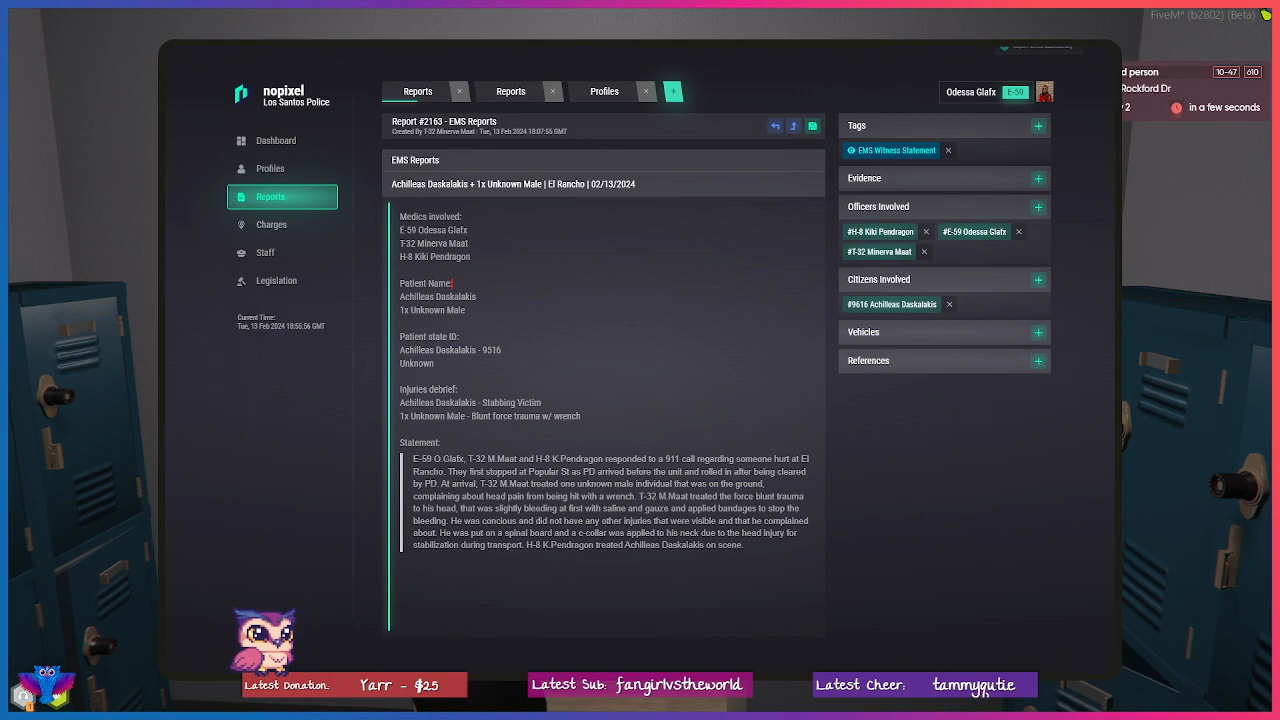 FiveM* (b2802) (Beta)
d person
10-47
610
Rockford Dr
y 2
in a few seconds
nopixel
Los Santos Police
Reports
×
Reports
×
Profiles
×
+
Odessa Glafx
E-59
Dashboard
Profiles
Reports
Charges
Staff
Legislation
Current Time:
Tue, 13 Feb 2024 18:55:56 GMT
Report #2163 - EMS Reports
Created By T-32 Minerva Maat - Tue, 13 Feb 2024 18:07:55 GMT
EMS Reports
Achilleas Daskalakis + 1x Unknown Male | El Rancho | 02/13/2024
Medics involved:
E-59 Odessa Glafx
T-32 Minerva Maat
H-8 Kiki Pendragon
Patient Name:
Achilleas Daskalakis
1x Unknown Male
Patient state ID:
Achilleas Daskalakis - 9516
Unknown
Injuries debrief:
Achilleas Daskalakis - Stabbing Victim
1x Unknown Male - Blunt force trauma w/ wrench
Statement:
E-59 O.Glafx, T-32 M.Maat and H-8 K.Pendragon responded to a 911 call regarding someone hurt at El
Rancho. They first stopped at Popular St as PD arrived before the unit and rolled in after being cleared
by PD. At arrival, T-32 M.Maat treated one unknown male individual that was on the ground,
complaining about head pain from being hit with a wrench. T-32 M.Maat treated the force blunt trauma
to his head, that was slightly bleeding at first with saline and gauze and applied bandages to stop the
bleeding. He was concious and did not have any other injuries that were visible and that he complained
about. He was put on a spinal board and a c-collar was applied to his neck due to the head injury for
stabilization during transport. H-8 K.Pendragon treated Achilleas Daskalakis on scene.
Tags
+
EMS Witness Statement
×
Evidence
+
Officers Involved
+
#H-8 Kiki Pendragon
×
#E-59 Odessa Glafx
×
#T-32 Minerva Maat
×
Citizens Involved
+
#9616 Achilleas Daskalakis
×
Vehicles
+
References
+
Latest Donation:
Yarr - $25
Latest Sub:
fangirlvstheworld
Latest Cheer:
tammyqutie